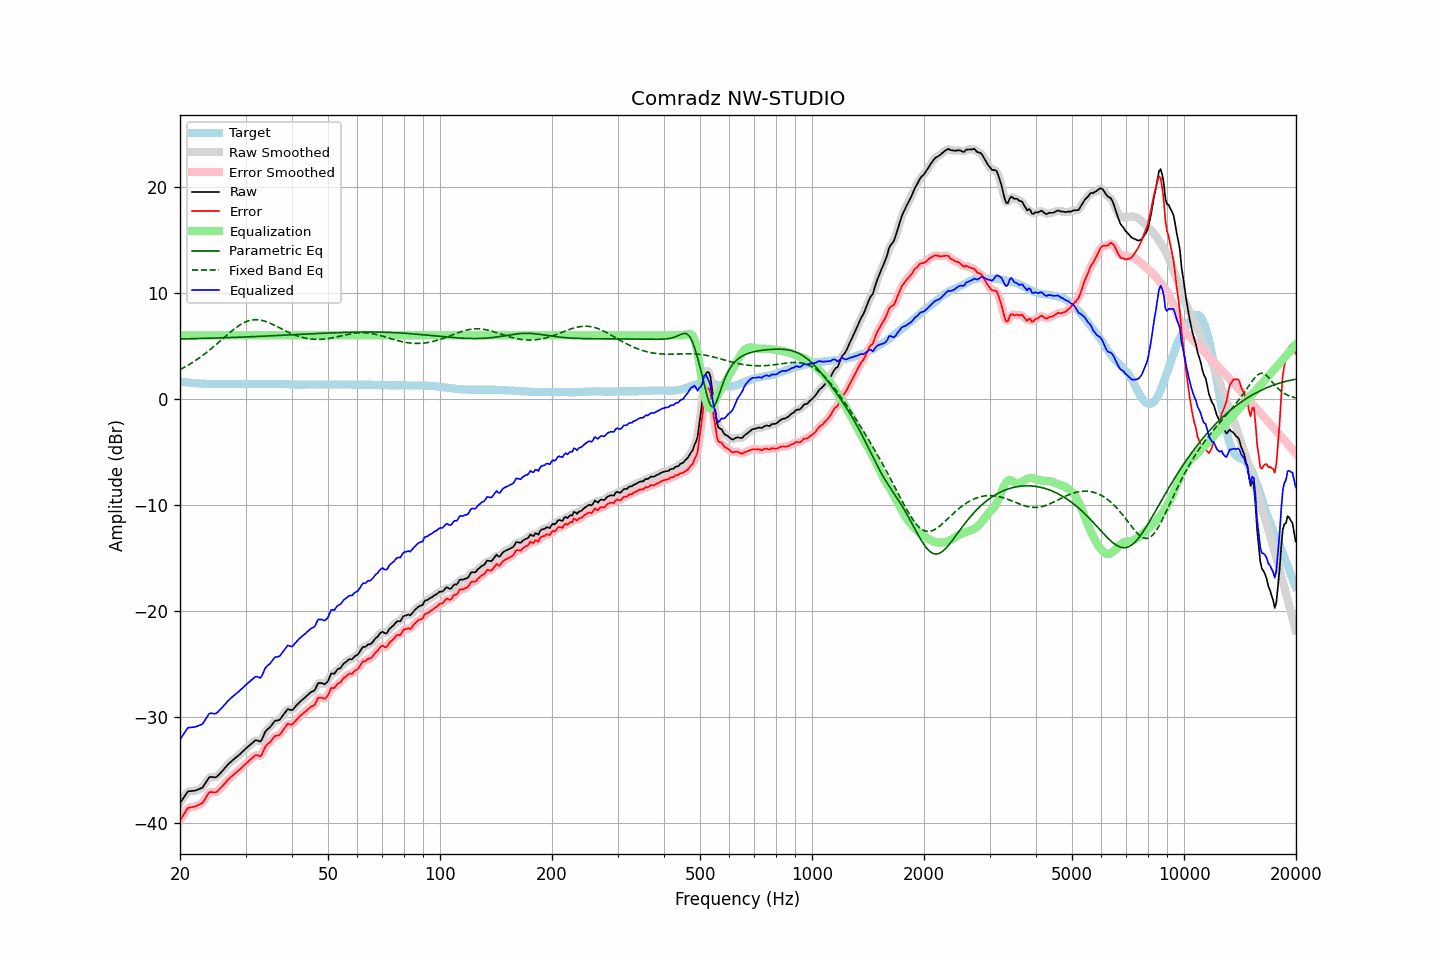 Comradz NW-STUDIO
Target
Raw Smoothed
Error Smoothed
Raw
Error
Equalization
Parametric Eq
Fixed Band Eq
Equalized
20
10
0
−10
−20
−30
−40
Amplitude (dBr)
20
50
100
200
500
1000
2000
5000
10000
20000
Frequency (Hz)